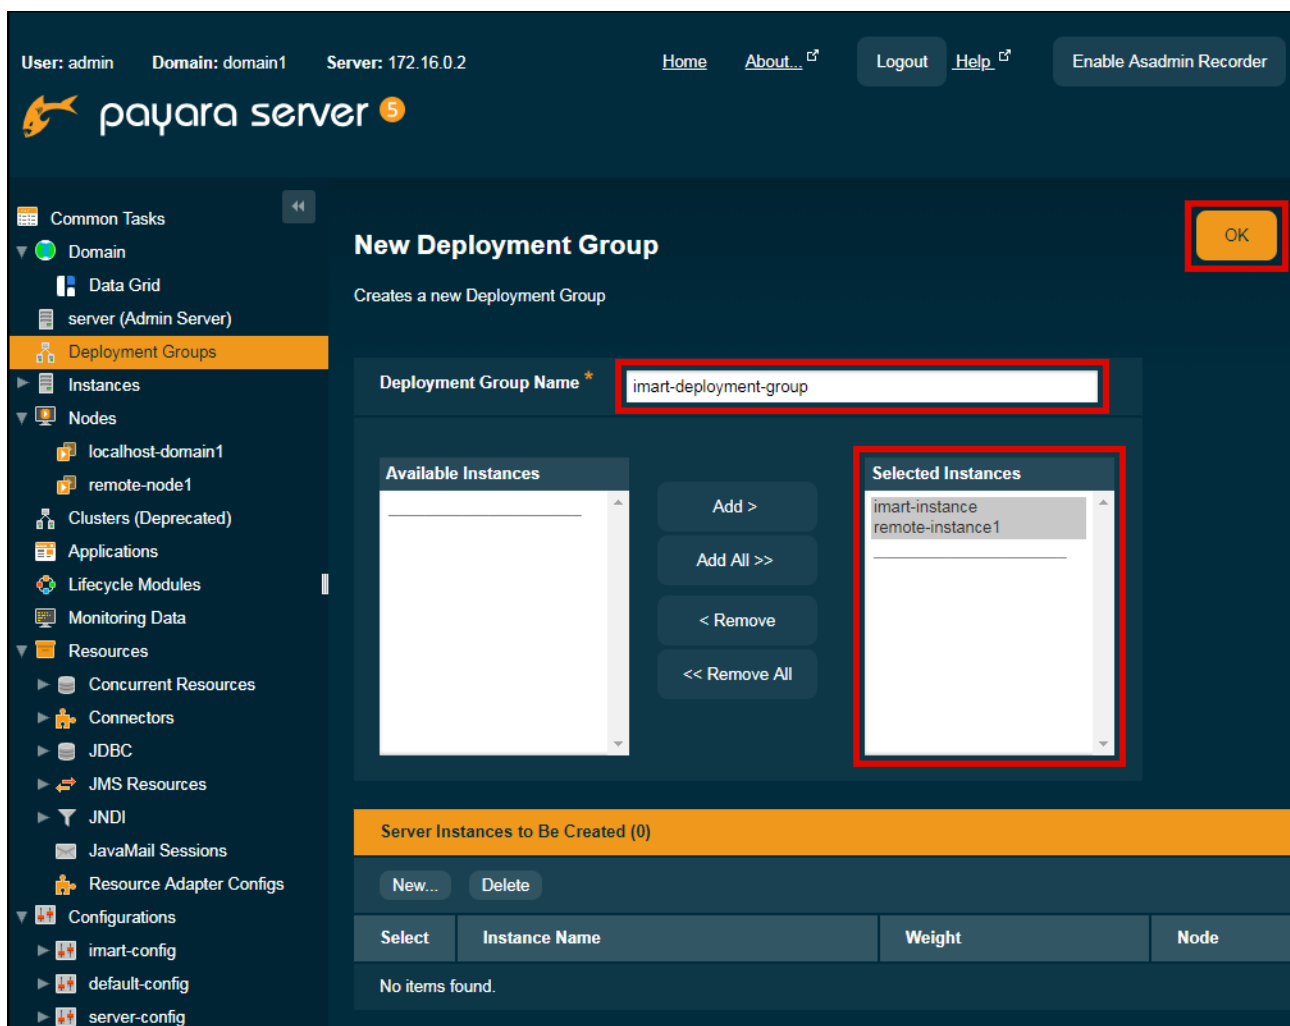 User: admin Domain: domain1 Server: 172.16.0.2 Home About... Logout Help Enable Asadmin Recorder
payara server 5
Common Tasks
Domain
Data Grid
server (Admin Server)
Deployment Groups
Instances
Nodes
localhost-domain1
remote-node1
Clusters (Deprecated)
Applications
Lifecycle Modules
Monitoring Data
Resources
Concurrent Resources
Connectors
JDBC
JMS Resources
JNDI
JavaMail Sessions
Resource Adapter Configs
Configurations
imart-config
default-config
server-config
New Deployment Group
OK
Creates a new Deployment Group
Deployment Group Name * imart-deployment-group
Available Instances
Add >
Add All >>
< Remove
<< Remove All
Selected Instances
imart-instance
remote-instance1
Server Instances to Be Created (0)
New... Delete
Select Instance Name Weight Node
No items found.